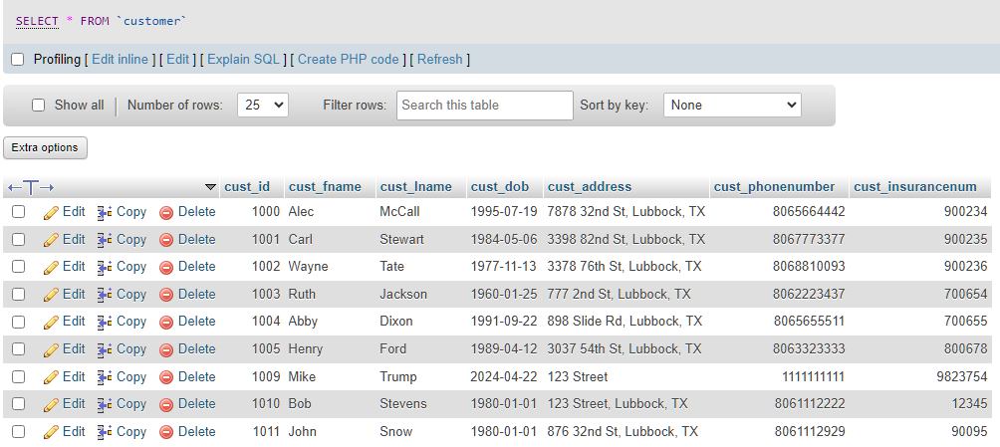 SELECT * FROM `customer`
Profiling [ Edit inline ] [ Edit ] [ Explain SQL ] [ Create PHP code ] [ Refresh ]
Show all Number of rows: 25 Filter rows: Search this table Sort by key: None
Extra options
←T→ cust_id cust_fname cust_lname cust_dob cust_address cust_phonenumber cust_insurancenum
Edit Copy Delete 1000 Alec McCall 1995-07-19 7878 32nd St, Lubbock, TX 8065664442 900234
Edit Copy Delete 1001 Carl Stewart 1984-05-06 3398 82nd St, Lubbock, TX 8067773377 900235
Edit Copy Delete 1002 Wayne Tate 1977-11-13 3378 76th St, Lubbock, TX 8068810093 900236
Edit Copy Delete 1003 Ruth Jackson 1960-01-25 777 2nd St, Lubbock, TX 8062223437 700654
Edit Copy Delete 1004 Abby Dixon 1991-09-22 898 Slide Rd, Lubbock, TX 8065655511 700655
Edit Copy Delete 1005 Henry Ford 1989-04-12 3037 54th St, Lubbock, TX 8063323333 800678
Edit Copy Delete 1009 Mike Trump 2024-04-22 123 Street 1111111111 9823754
Edit Copy Delete 1010 Bob Stevens 1980-01-01 123 Street, Lubbock, TX 8061112222 12345
Edit Copy Delete 1011 John Snow 1980-01-01 876 32nd St, Lubbock, TX 8061112929 90095